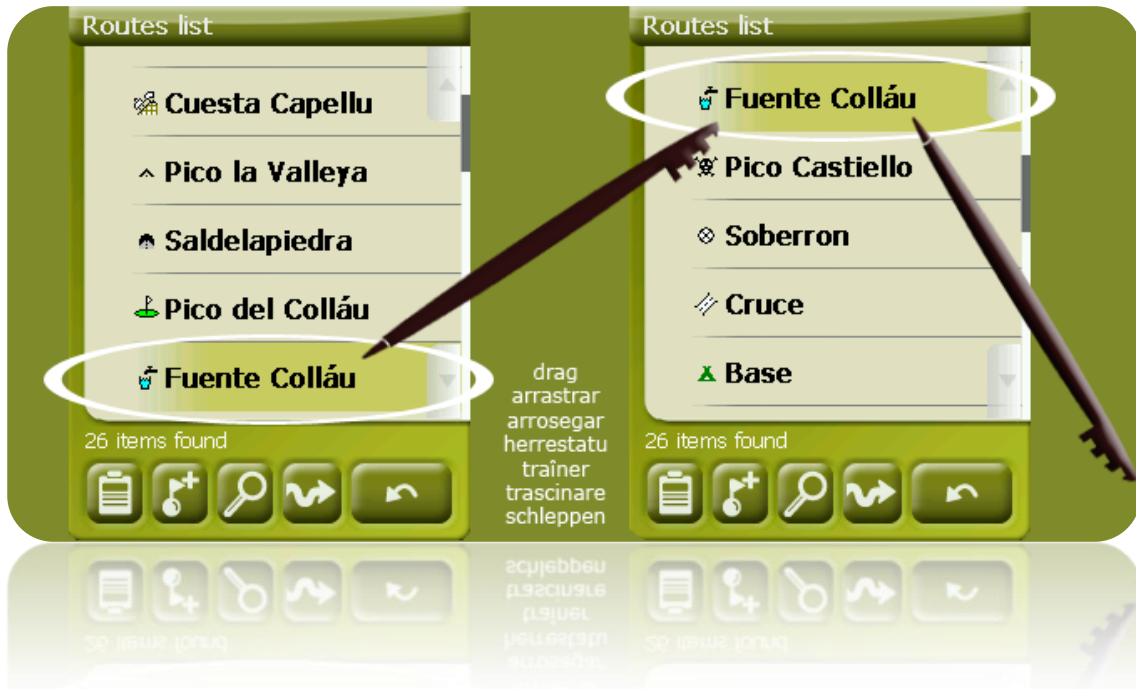 Routes list
Cuesta Capellu
Pico la Valleya
Saldelapiedra
Pico del Colláu
Fuente Colláu
26 items found
drag
arrastrar
arrosegar
herrestatu
traîner
trascinare
schleppen
Routes list
Fuente Colláu
Pico Castiello
Soberron
Cruce
Base
26 items found